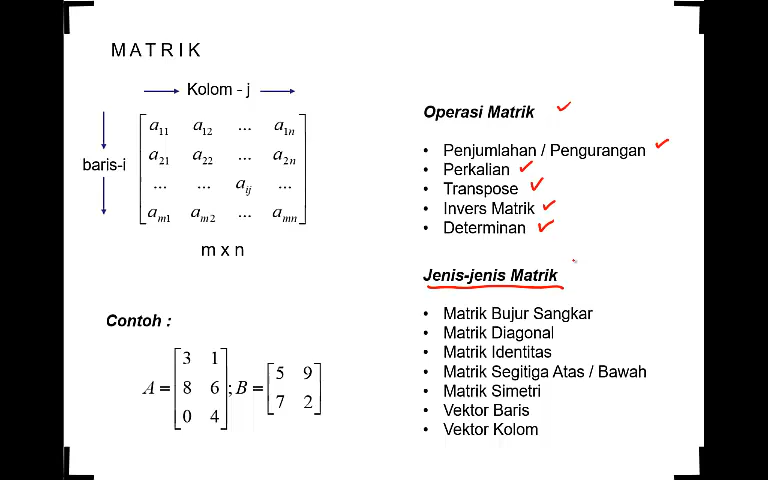 MATRIK
Kolom - j
baris-i
a11 a12 ... a1n
a21 a22 ... a2n
... ... aij ...
am1 am2 ... amn
m x n
Contoh :
A = [3 1; 8 6; 0 4] ; B = [5 9; 7 2]
Operasi Matrik
• Penjumlahan / Pengurangan
• Perkalian
• Transpose
• Invers Matrik
• Determinan
Jenis-jenis Matrik
• Matrik Bujur Sangkar
• Matrik Diagonal
• Matrik Identitas
• Matrik Segitiga Atas / Bawah
• Matrik Simetri
• Vektor Baris
• Vektor Kolom